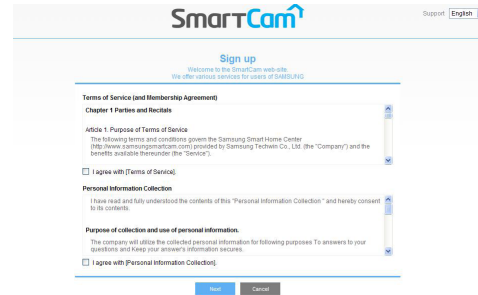 SmartCam
Support English
Sign up
Welcome to the SmartCam web-site.
We offer various services for users of SAMSUNG
Terms of Service (and Membership Agreement)
Chapter 1 Parties and Recitals
Article 1. Purpose of Terms of Service
The following terms and conditions govern the Samsung Smart Home Center
(http://www.samsungsmartcam.com) provided by Samsung Techwin Co., Ltd. (the "Company") and the
benefits available thereunder (the "Service").
I agree with [Terms of Service].
Personal Information Collection
I have read and fully understood the contents of this "Personal Information Collection " and hereby consent
to its contents.
Purpose of collection and use of personal information.
The company will utilize the collected personal information for following purposes To answers to your
questions and Keep your answer's information secures.
I agree with [Personal Information Collection].
Next Cancel